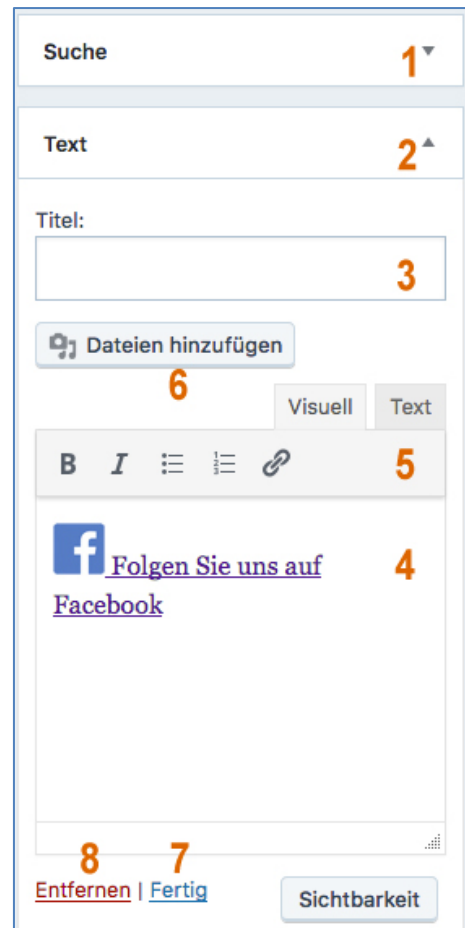 Suche 1
Text 2
Titel:
3
Dateien hinzufügen
6
Visuell Text
B I 5
f Folgen Sie uns auf 4
Facebook
8 7
Entfernen | Fertig
Sichtbarkeit